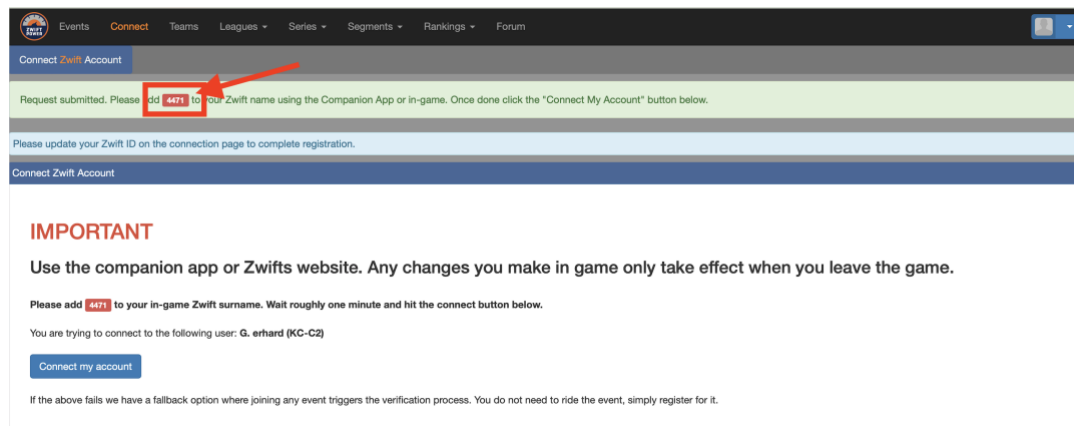 ZWIFT POWER
Events Connect Teams Leagues Series Segments Rankings Forum
Connect Zwift Account
Request submitted. Please add 4471 to your Zwift name using the Companion App or in-game. Once done click the "Connect My Account" button below.
Please update your Zwift ID on the connection page to complete registration.
Connect Zwift Account
IMPORTANT
Use the companion app or Zwifts website. Any changes you make in game only take effect when you leave the game.
Please add 4471 to your in-game Zwift surname. Wait roughly one minute and hit the connect button below.
You are trying to connect to the following user: G. erhard (KC-C2)
Connect my account
If the above fails we have a fallback option where joining any event triggers the verification process. You do not need to ride the event, simply register for it.